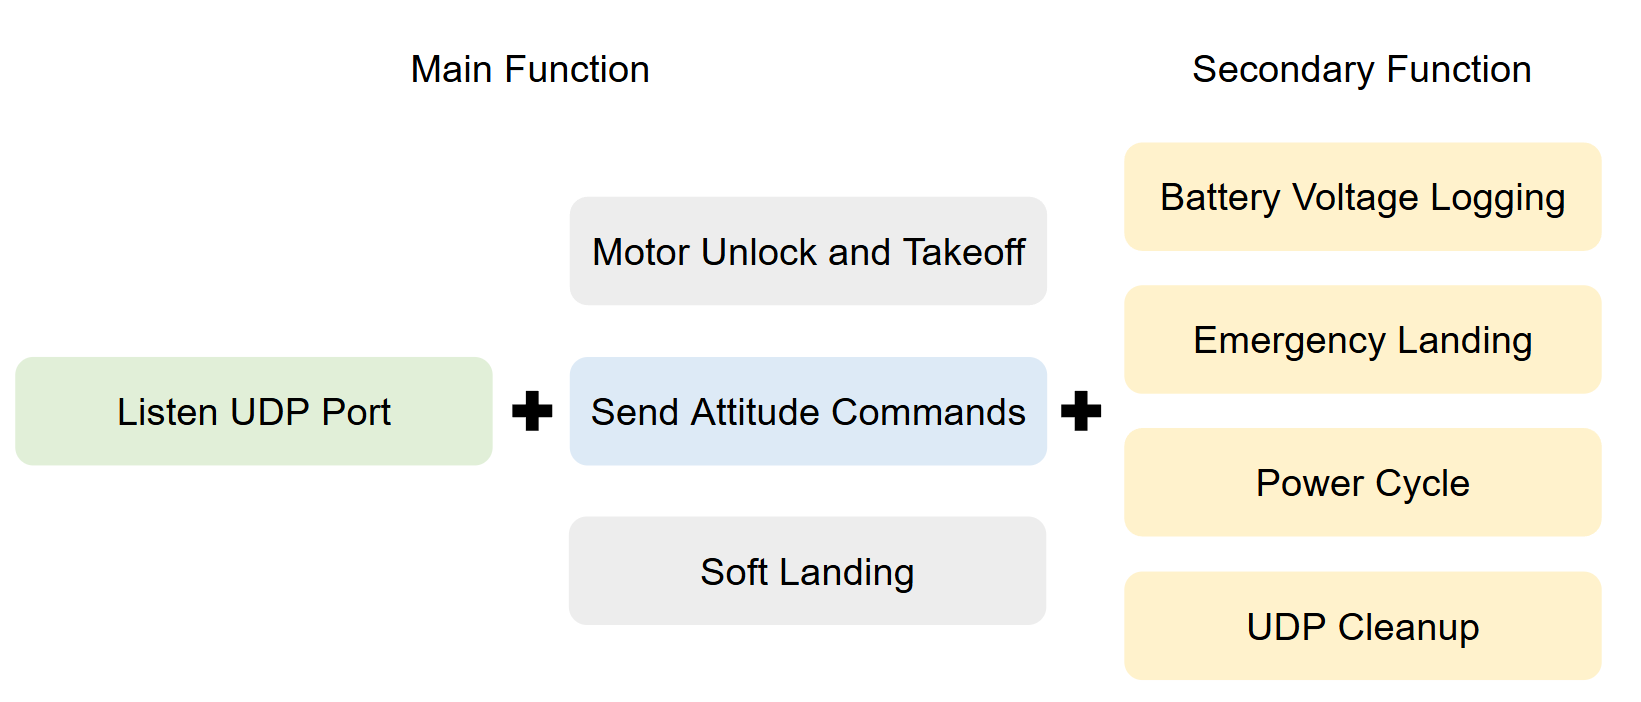 Main Function
Secondary Function
Listen UDP Port
Motor Unlock and Takeoff
Send Attitude Commands
Soft Landing
Battery Voltage Logging
Emergency Landing
Power Cycle
UDP Cleanup